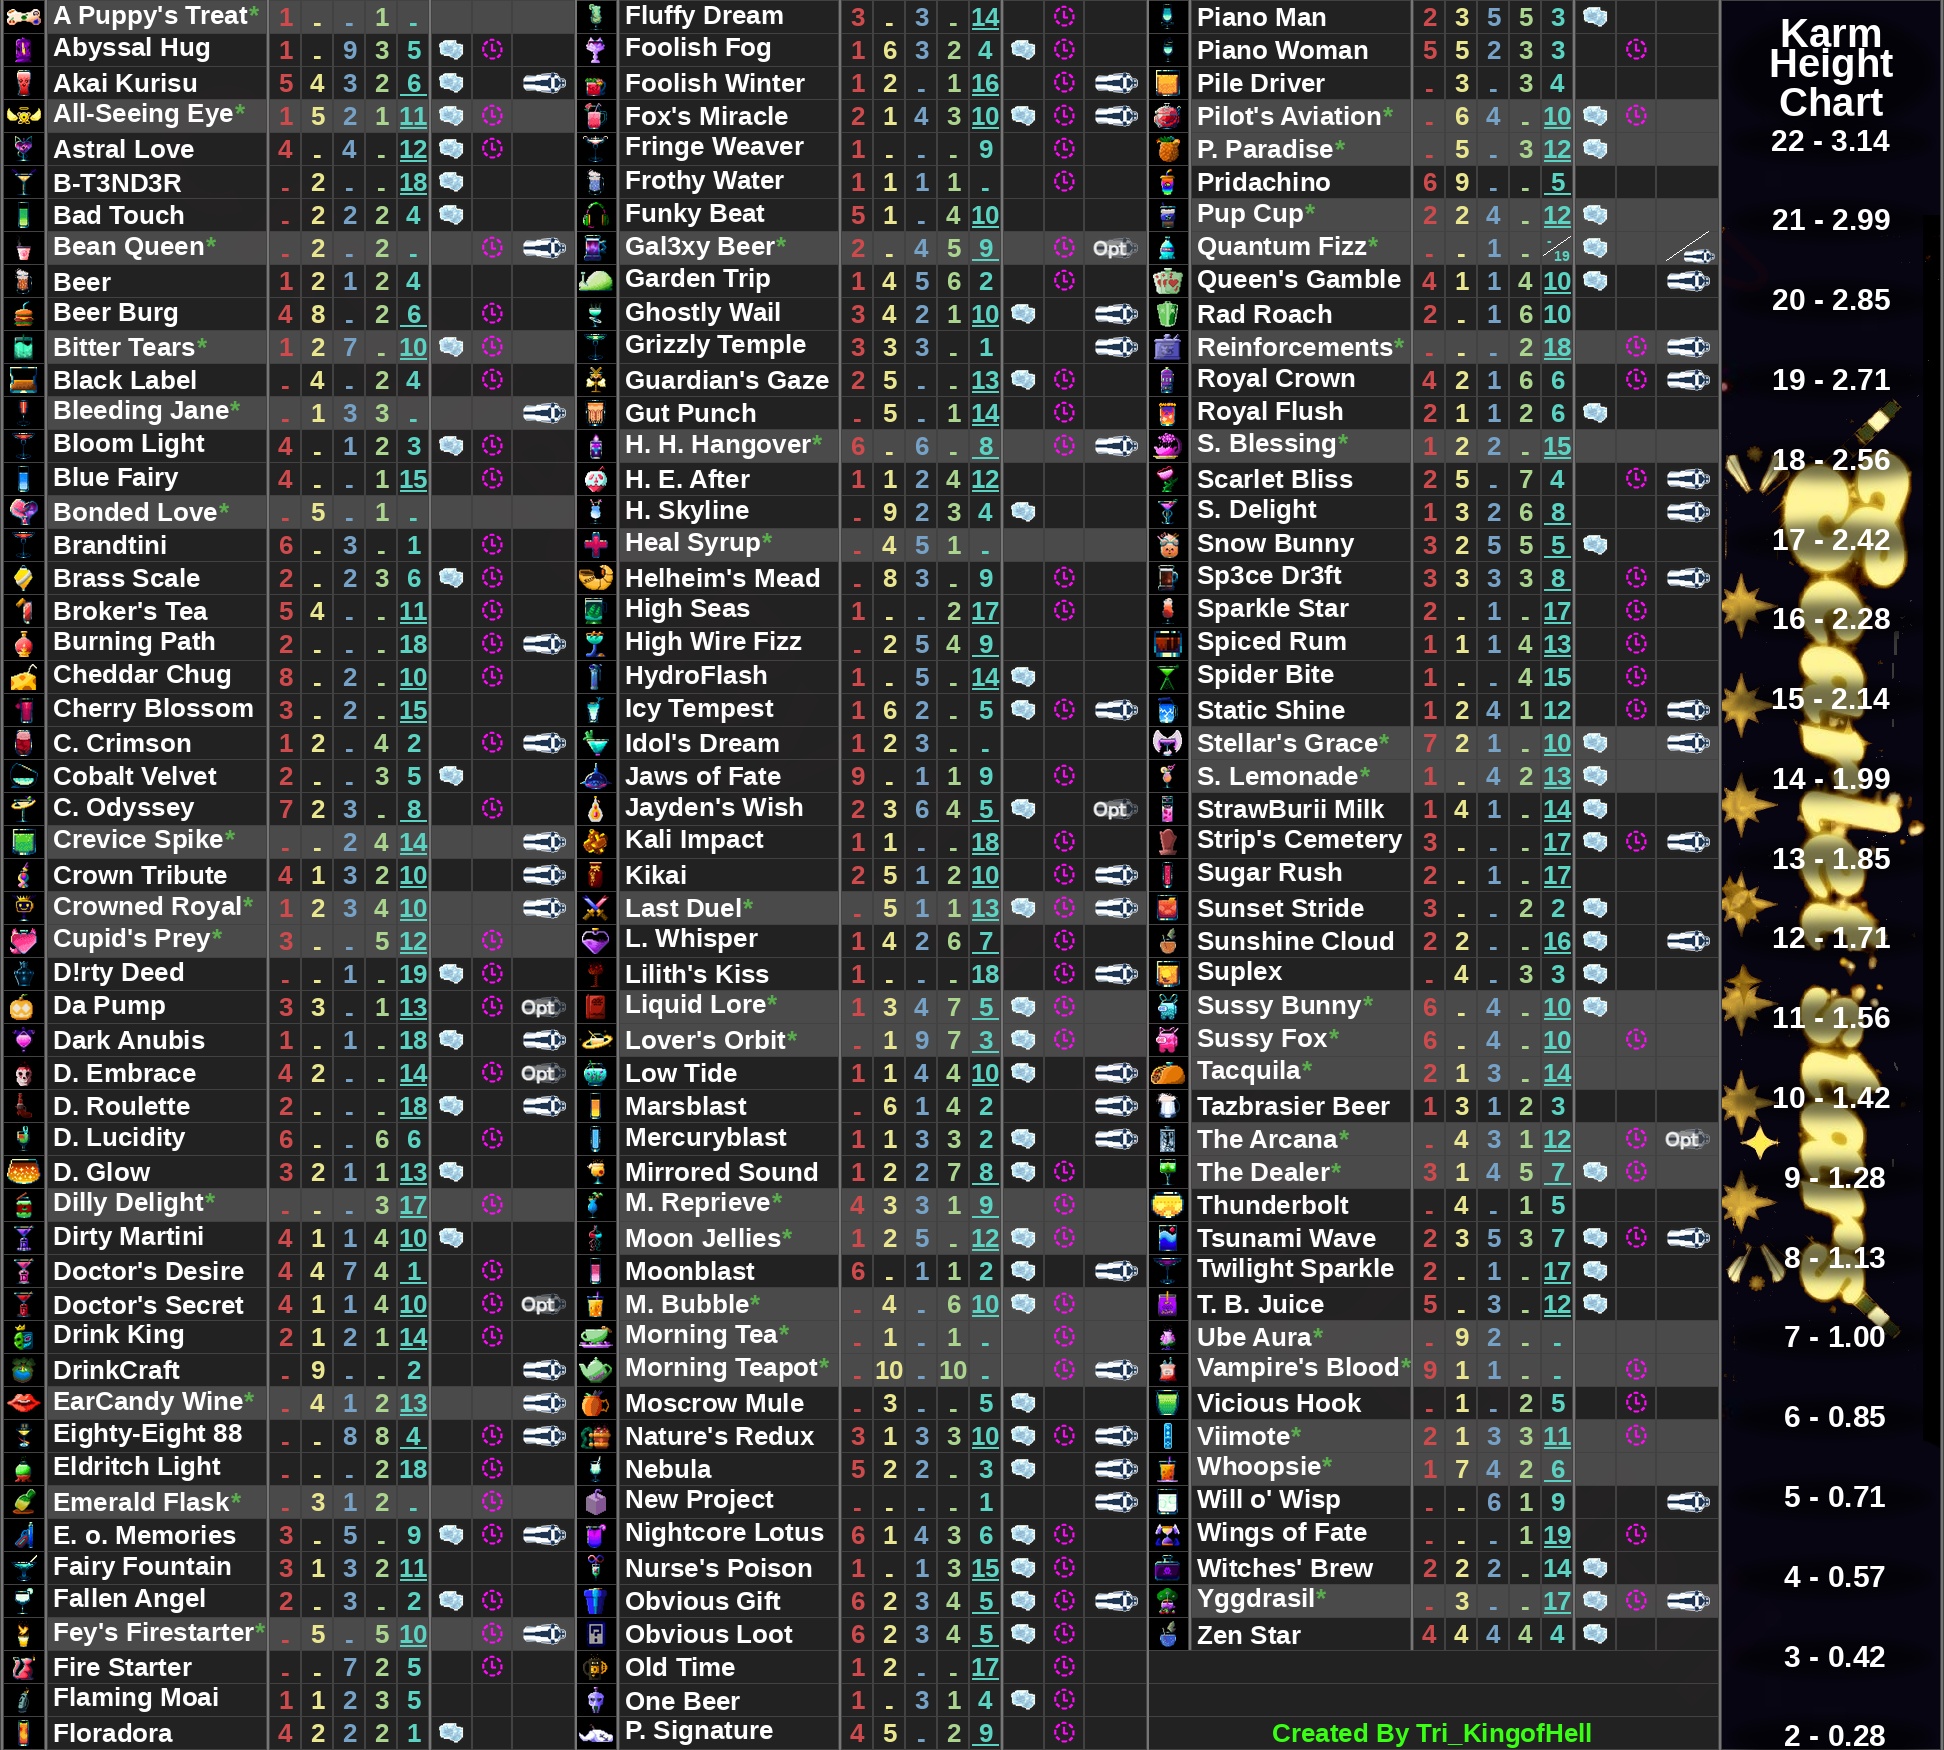 A Puppy's Treat* 1 - - 1 -
Abyssal Hug 1 - 9 3 5
Akai Kurisu 5 4 3 2 6
All-Seeing Eye* 1 5 2 1 11
Astral Love 4 - 4 - 12
B-T3ND3R - 2 - - 18
Bad Touch - 2 2 2 4
Bean Queen* - 2 - 2 -
Beer 1 2 1 2 4
Beer Burg 4 8 - 2 6
Bitter Tears* 1 2 7 - 10
Black Label - 4 - 2 4
Bleeding Jane* - 1 3 3 -
Bloom Light 4 - 1 2 3
Blue Fairy 4 - - 1 15
Bonded Love* - 5 - 1 -
Brandtini 6 - 3 - 1
Brass Scale 2 - 2 3 6
Broker's Tea 5 4 - - 11
Burning Path 2 - - - 18
Cheddar Chug 8 - 2 - 10
Cherry Blossom 3 - 2 - 15
C. Crimson 1 2 - 4 2
Cobalt Velvet 2 - - 3 5
C. Odyssey 7 2 3 - 8
Crevice Spike* - - 2 4 14
Crown Tribute 4 1 3 2 10
Crowned Royal* 1 2 3 4 10
Cupid's Prey* 3 - - 5 12
D!rty Deed - - 1 - 19
Da Pump 3 3 - 1 13 Opt
Dark Anubis 1 - 1 - 18
D. Embrace 4 2 - - 14 Opt
D. Roulette 2 - - - 18
D. Lucidity 6 - - 6 6
D. Glow 3 2 1 1 13
Dilly Delight* - - - 3 17
Dirty Martini 4 1 1 4 10
Doctor's Desire 4 4 7 4 1
Doctor's Secret 4 1 1 4 10 Opt
Drink King 2 1 2 1 14
DrinkCraft - 9 - - 2
EarCandy Wine* - 4 1 2 13
Eighty-Eight 88 - - 8 8 4
Eldritch Light - - - 2 18
Emerald Flask* - 3 1 2 -
E. o. Memories 3 - 5 - 9
Fairy Fountain 3 1 3 2 11
Fallen Angel 2 - 3 - 2
Fey's Firestarter* - 5 - 5 10
Fire Starter - - 7 2 5
Flaming Moai 1 1 2 3 5
Floradora 4 2 2 2 1
Fluffy Dream 3 - 3 - 14
Foolish Fog 1 6 3 2 4
Foolish Winter 1 2 - 1 16
Fox's Miracle 2 1 4 3 10
Fringe Weaver 1 - - - 9
Frothy Water 1 1 1 1 -
Funky Beat 5 1 - 4 10
Gal3xy Beer* 2 - 4 5 9 Opt
Garden Trip 1 4 5 6 2
Ghostly Wail 3 4 2 1 10
Grizzly Temple 3 3 3 - 1
Guardian's Gaze 2 5 - - 13
Gut Punch - 5 - 1 14
H. H. Hangover* 6 - 6 - 8
H. E. After 1 1 2 4 12
H. Skyline - 9 2 3 4
Heal Syrup* - 4 5 1 -
Helheim's Mead - 8 3 - 9
High Seas 1 - - 2 17
High Wire Fizz - 2 5 4 9
HydroFlash 1 - 5 - 14
Icy Tempest 1 6 2 - 5
Idol's Dream 1 2 3 - -
Jaws of Fate 9 - 1 1 9
Jayden's Wish 2 3 6 4 5 Opt
Kali Impact 1 1 - - 18
Kikai 2 5 1 2 10
Last Duel* - 5 1 1 13
L. Whisper 1 4 2 6 7
Lilith's Kiss 1 - - - 18
Liquid Lore* 1 3 4 7 5
Lover's Orbit* - 1 9 7 3
Low Tide 1 1 4 4 10
Marsblast - 6 1 4 2
Mercuryblast 1 1 3 3 2
Mirrored Sound 1 2 2 7 8
M. Reprieve* 4 3 3 1 9
Moon Jellies* 1 2 5 - 12
Moonblast 6 - 1 1 2
M. Bubble* - 4 - 6 10
Morning Tea* - 1 - 1 -
Morning Teapot* - 10 - 10 -
Moscrow Mule - 3 - - 5
Nature's Redux 3 1 3 3 10
Nebula 5 2 2 - 3
New Project - - - - 1
Nightcore Lotus 6 1 4 3 6
Nurse's Poison 1 - 1 3 15
Obvious Gift 6 2 3 4 5
Obvious Loot 6 2 3 4 5
Old Time 1 2 - - 17
One Beer 1 - 3 1 4
P. Signature 4 5 - 2 9
Piano Man 2 3 5 5 3
Piano Woman 5 5 2 3 3
Pile Driver - 3 - 3 4
Pilot's Aviation* - 6 4 - 10
P. Paradise* - 5 - 3 12
Pridachino 6 9 - - 5
Pup Cup* 2 2 4 - 12
Quantum Fizz* - - 1 - -/19
Queen's Gamble 4 1 1 4 10
Rad Roach 2 - 1 6 10
Reinforcements* - - - 2 18
Royal Crown 4 2 1 6 6
Royal Flush 2 1 1 2 6
S. Blessing* 1 2 2 - 15
Scarlet Bliss 2 5 - 7 4
S. Delight 1 3 2 6 8
Snow Bunny 3 2 5 5 5
Sp3ce Dr3ft 3 3 3 3 8
Sparkle Star 2 - 1 - 17
Spiced Rum 1 1 1 4 13
Spider Bite 1 - - 4 15
Static Shine 1 2 4 1 12
Stellar's Grace* 7 2 1 - 10
S. Lemonade* 1 - 4 2 13
StrawBurii Milk 1 4 1 - 14
Strip's Cemetery 3 - - - 17
Sugar Rush 2 - 1 - 17
Sunset Stride 3 - - 2 2
Sunshine Cloud 2 2 - - 16
Suplex - 4 - 3 3
Sussy Bunny* 6 - 4 - 10
Sussy Fox* 6 - 4 - 10
Tacquila* 2 1 3 - 14
Tazbrasier Beer 1 3 1 2 3
The Arcana* - 4 3 1 12 Opt
The Dealer* 3 1 4 5 7
Thunderbolt - 4 - 1 5
Tsunami Wave 2 3 5 3 7
Twilight Sparkle 2 - 1 - 17
T. B. Juice 5 - 3 - 12
Ube Aura* - 9 2 - -
Vampire's Blood* 9 1 1 - -
Vicious Hook - 1 - 2 5
Viimote* 2 1 3 3 11
Whoopsie* 1 7 4 2 6
Will o' Wisp - - 6 1 9
Wings of Fate - - - 1 19
Witches' Brew 2 2 2 - 14
Yggdrasil* - 3 - - 17
Zen Star 4 4 4 4 4
Created By Tri_KingofHell
Karm
Height
Chart
22 - 3.14
21 - 2.99
20 - 2.85
19 - 2.71
18 - 2.56
17 - 2.42
16 - 2.28
15 - 2.14
14 - 1.99
13 - 1.85
12 - 1.71
11 - 1.56
10 - 1.42
9 - 1.28
8 - 1.13
7 - 1.00
6 - 0.85
5 - 0.71
4 - 0.57
3 - 0.42
2 - 0.28